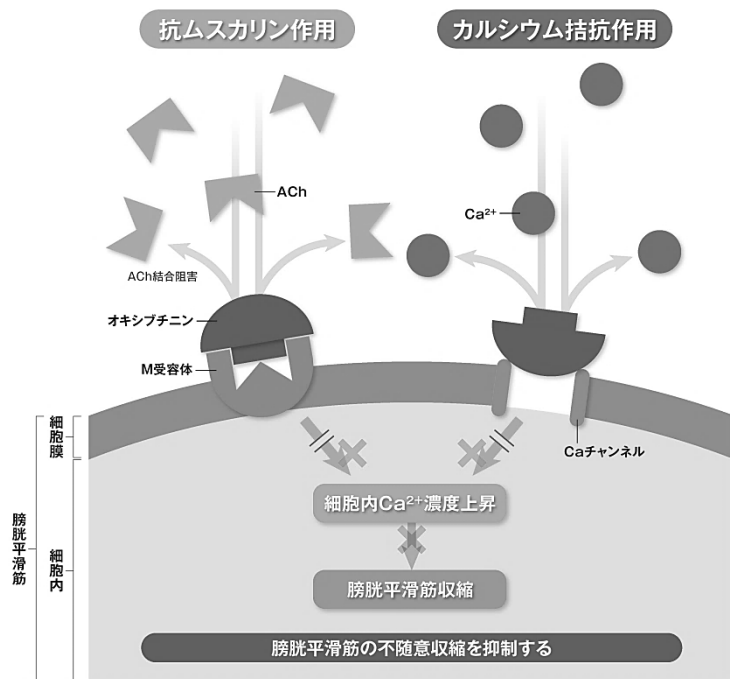 抗ムスカリン作用
カルシウム拮抗作用
ACh
Ca²⁺
ACh結合阻害
オキシブチニン
M受容体
細胞膜
Caチャンネル
細胞内Ca²⁺濃度上昇
膀胱平滑筋
細胞内
膀胱平滑筋収縮
膀胱平滑筋の不随意収縮を抑制する